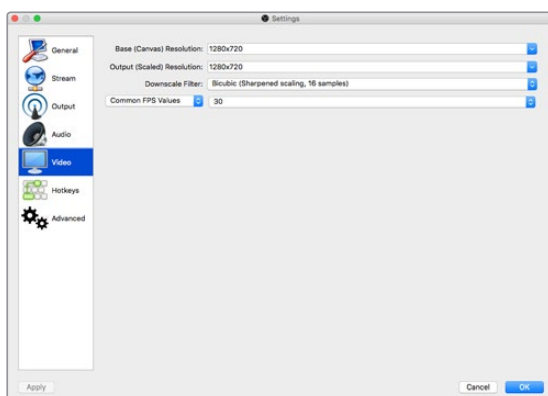 Settings
General
Stream
Output
Audio
Video
Hotkeys
Advanced
Base (Canvas) Resolution: 1280x720
Output (Scaled) Resolution: 1280x720
Downscale Filter: Bicubic (Sharpened scaling, 16 samples)
Common FPS Values 30
Apply
Cancel
OK